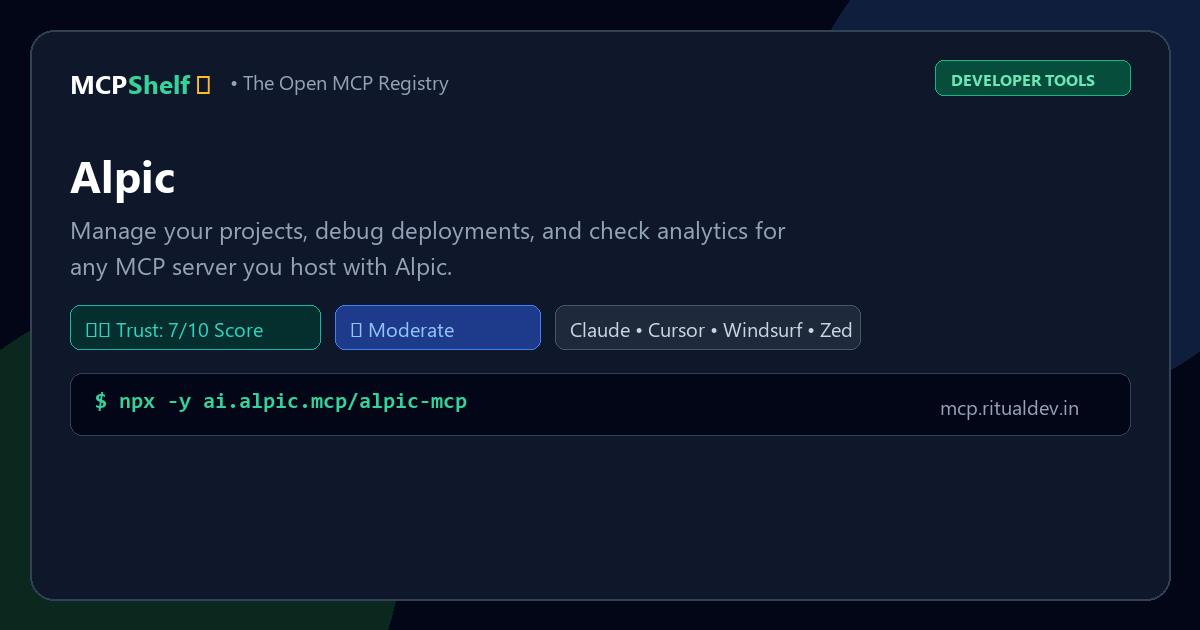 MCPShelf • The Open MCP Registry
DEVELOPER TOOLS
Alpic
Manage your projects, debug deployments, and check analytics for
any MCP server you host with Alpic.
Trust: 7/10 Score
Moderate
Claude • Cursor • Windsurf • Zed
$ npx -y ai.alpic.mcp/alpic-mcp
mcp.ritualdev.in